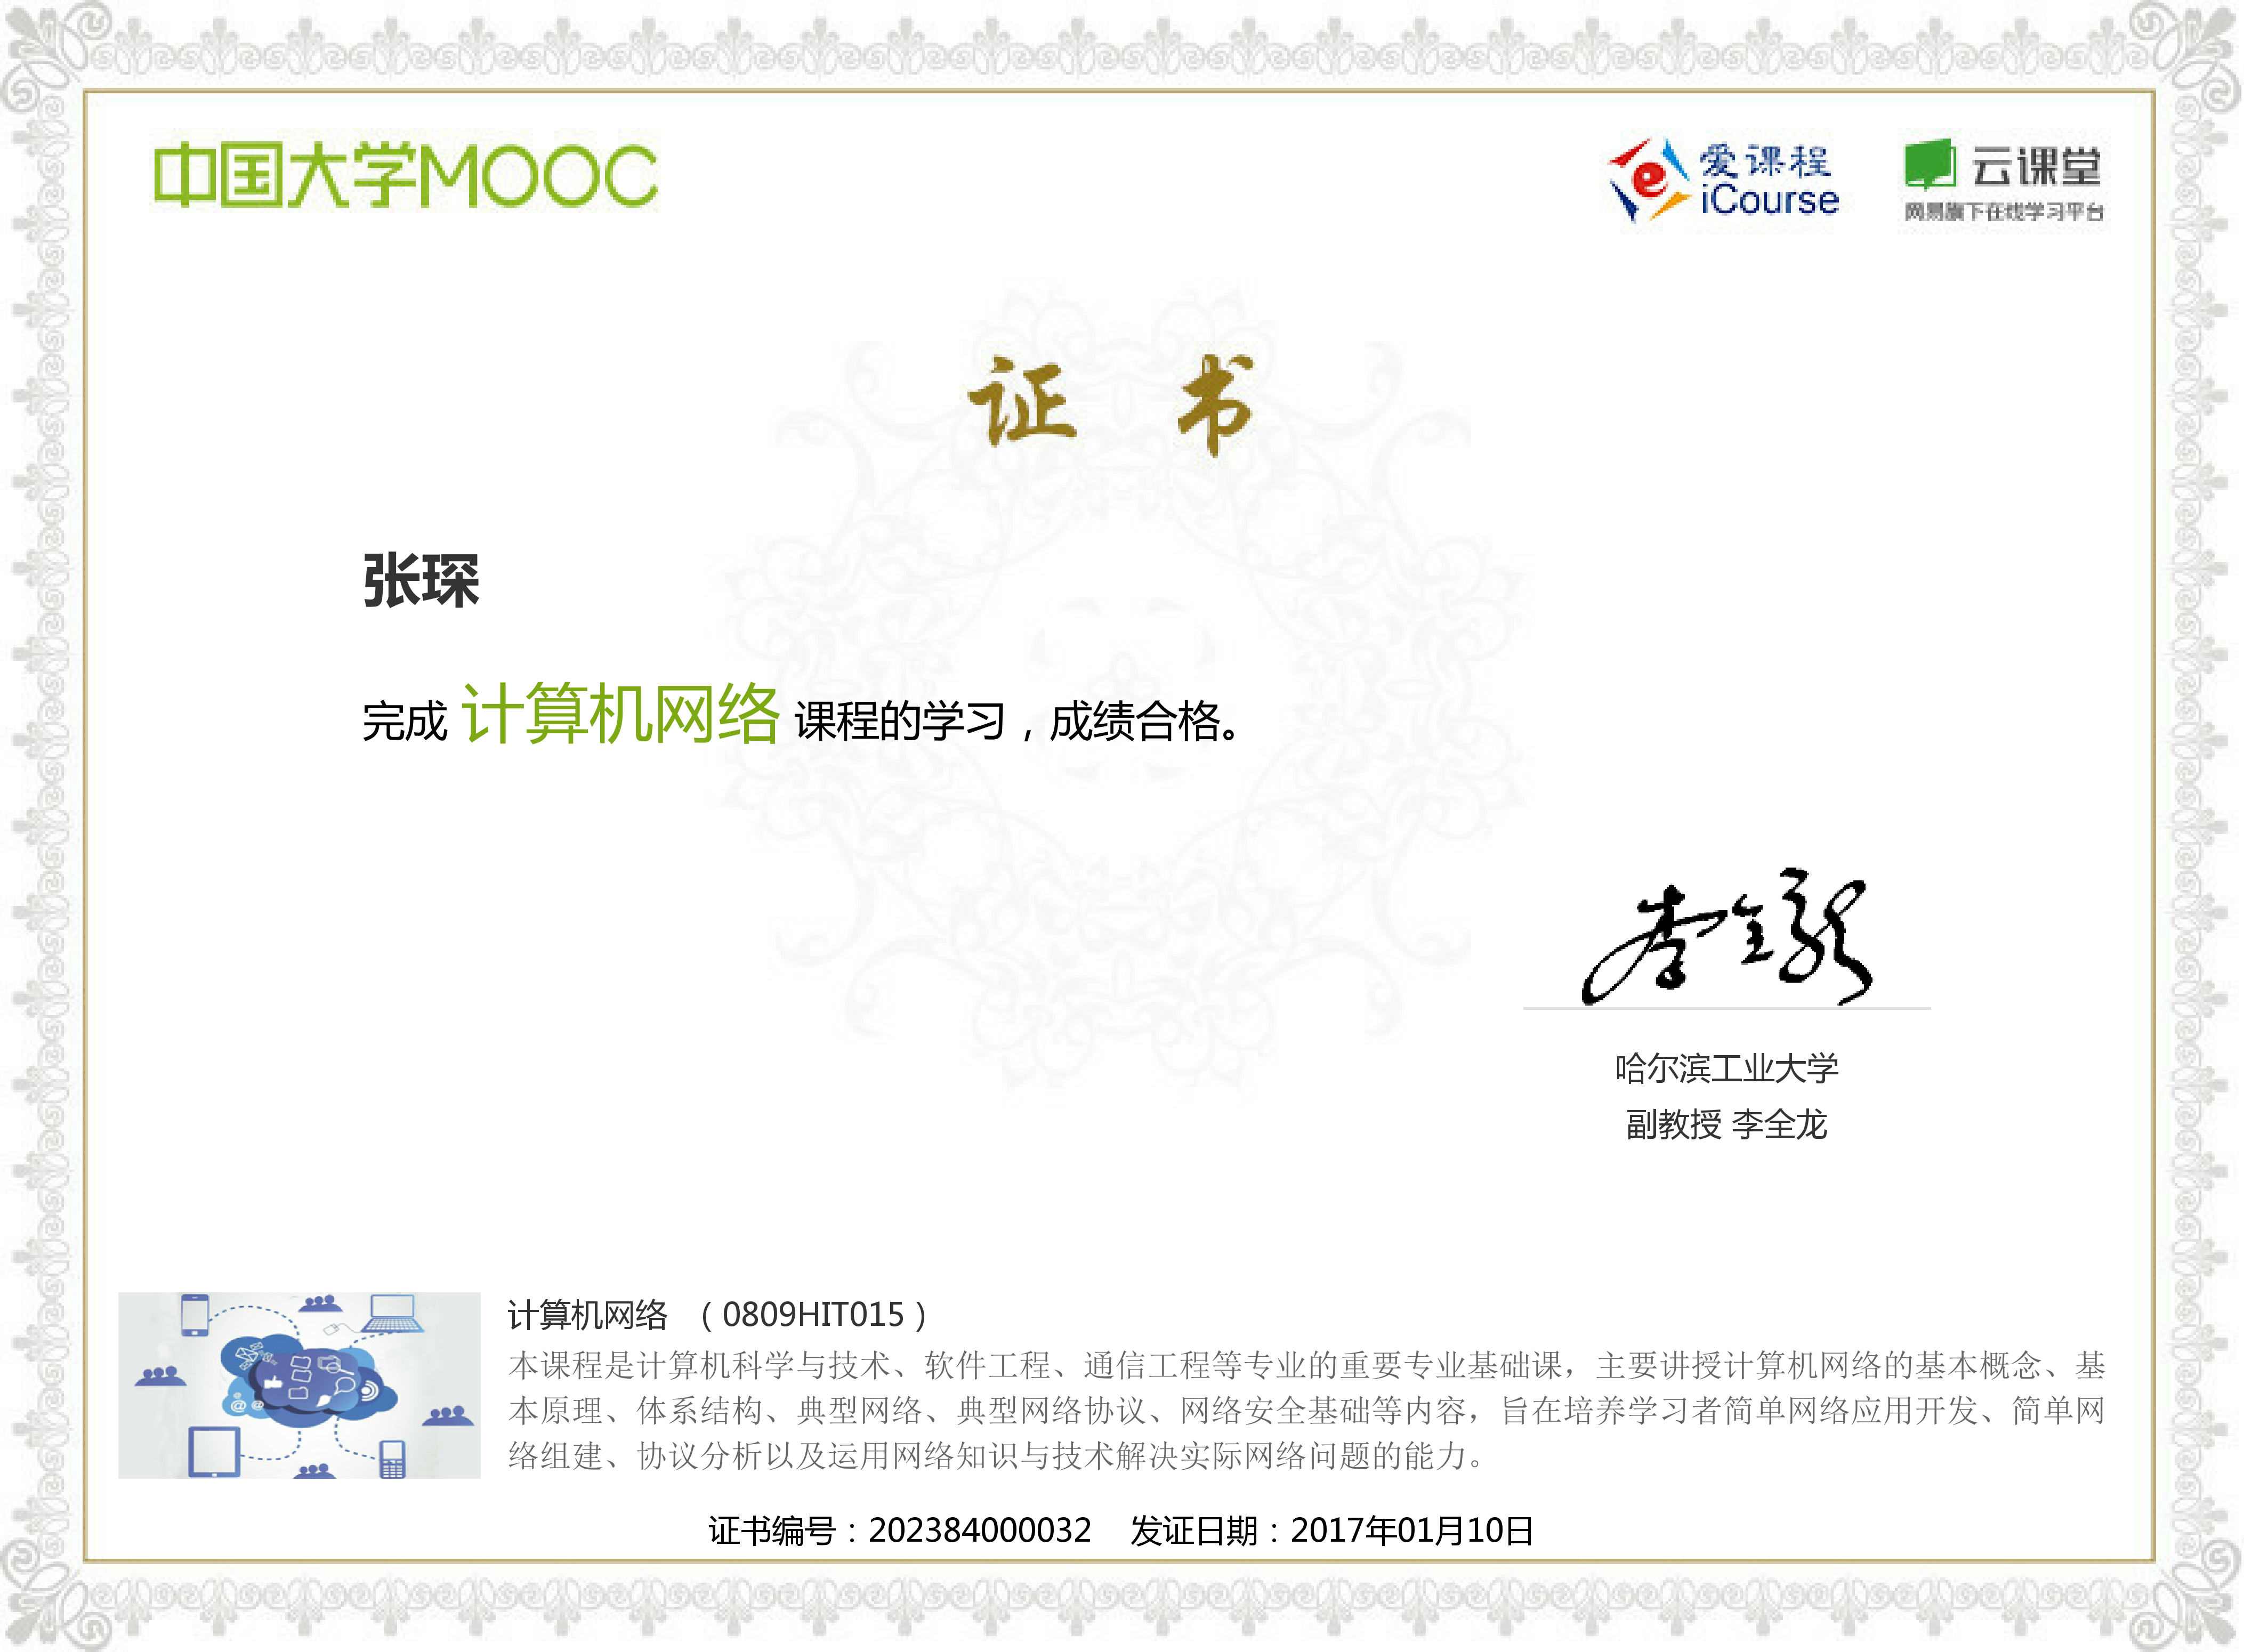 中国大学MOOC
爱课程
iCourse
云课堂
网易旗下在线学习平台
证 书
张琛
完成 计算机网络 课程的学习，成绩合格。
李全龙
哈尔滨工业大学
副教授 李全龙
计算机网络 （0809HIT015）
本课程是计算机科学与技术、软件工程、通信工程等专业的重要专业基础课，主要讲授计算机网络的基本概念、基
本原理、体系结构、典型网络、典型网络协议、网络安全基础等内容，旨在培养学习者简单网络应用开发、简单网
络组建、协议分析以及运用网络知识与技术解决实际网络问题的能力。
证书编号：202384000032 发证日期：2017年01月10日